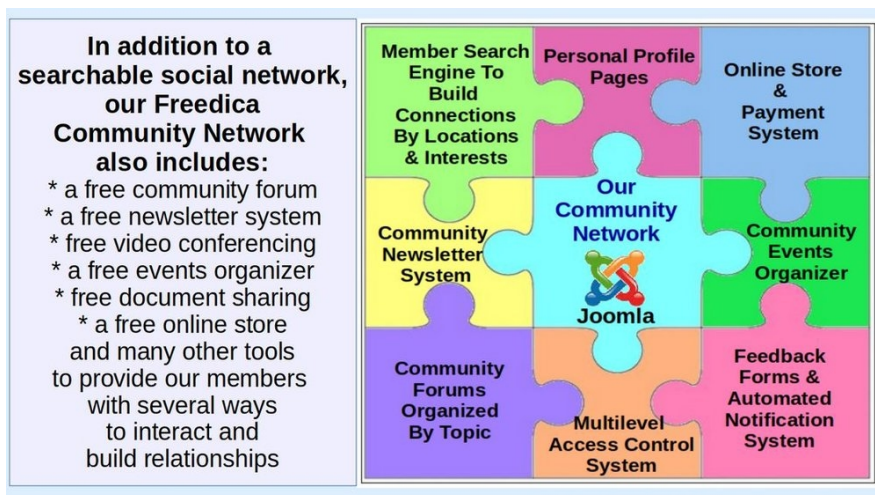 In addition to a
searchable social network,
our Freedica
Community Network
also includes:
* a free community forum
* a free newsletter system
* free video conferencing
* a free events organizer
* free document sharing
* a free online store
and many other tools
to provide our members
with several ways
to interact and
build relationships
Member Search
Engine To
Build
Connections
By Locations
& Interests
Personal Profile
Pages
Online Store
&
Payment
System
Community
Newsletter
System
Our
Community
Network
Joomla
Community
Events
Organizer
Community
Forums
Organized
By Topic
Multilevel
Access Control
System
Feedback
Forms &
Automated
Notification
System